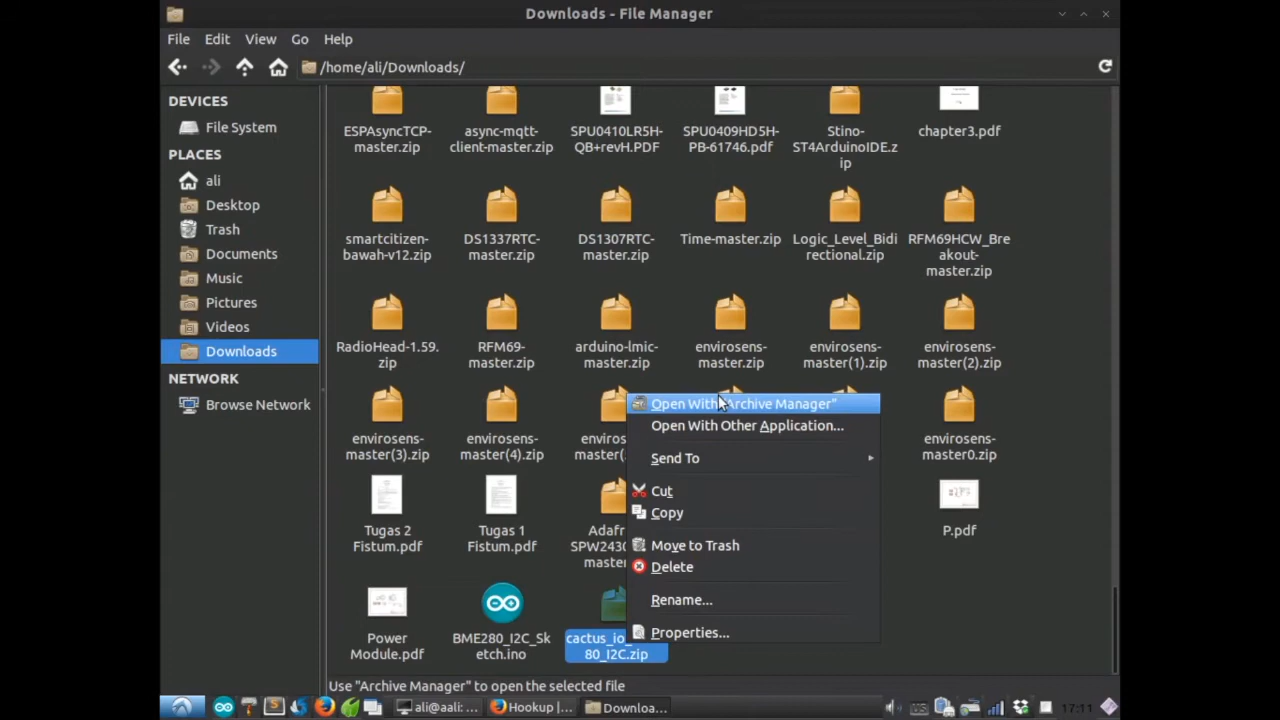 Downloads - File Manager
File Edit View Go Help
/home/ali/Downloads/
DEVICES
File System
PLACES
ali
Desktop
Trash
Documents
Music
Pictures
Videos
Downloads
NETWORK
Browse Network
ESPAsyncTCP-
master.zip
async-mqtt-
client-master.zip
SPU0410LR5H-
QB+revH.PDF
SPU0409HD5H-
PB-61746.pdf
Stino-
ST4ArduinoIDE.z
ip
chapter3.pdf
smartcitizen-
bawah-v12.zip
DS1337RTC-
master.zip
DS1307RTC-
master.zip
Time-master.zip
Logic_Level_Bidi
rectional.zip
RFM69HCW_Bre
akout-
master.zip
RadioHead-1.59.
zip
RFM69-
master.zip
arduino-lmic-
master.zip
envirosens-
master.zip
envirosens-
master(1).zip
envirosens-
master(2).zip
envirosens-
master(3).zip
envirosens-
master(4).zip
enviros
master(
envirosens-
master0.zip
Tugas 2
Fistum.pdf
Tugas 1
Fistum.pdf
Adafr
SPW2430
maste
P.pdf
Power
Module.pdf
BME280_I2C_Sk
etch.ino
cactus_io_
80_I2C.zip
Open With "Archive Manager"
Open With Other Application...
Send To
Cut
Copy
Move to Trash
Delete
Rename...
Properties...
Use "Archive Manager" to open the selected file
ali@aali: ...
Hookup |...
Downloa...
17:11